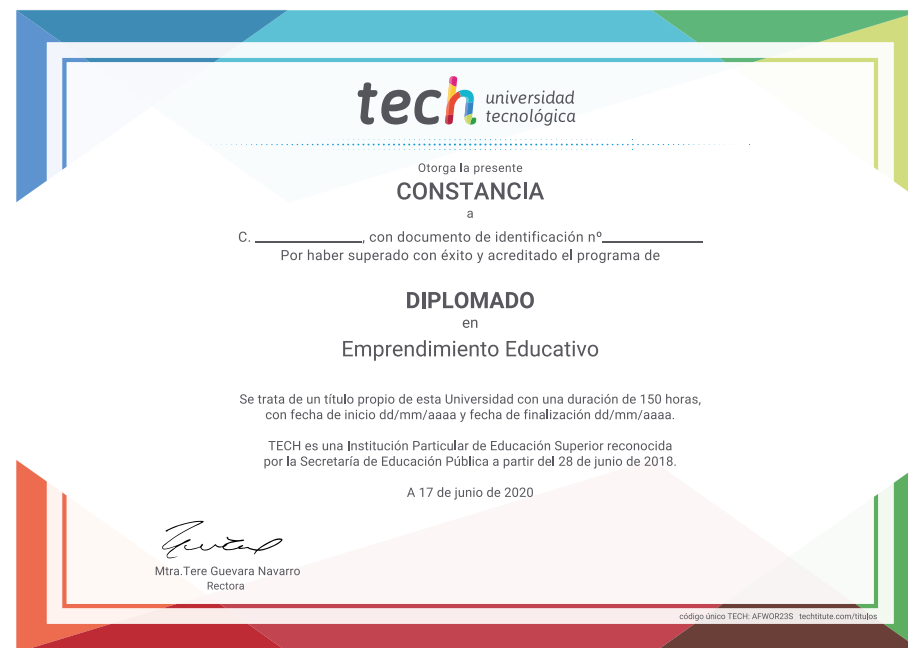 tech universidad
tecnológica
Otorga la presente
CONSTANCIA
a
C. ____________, con documento de identificación nº____________
Por haber superado con éxito y acreditado el programa de
DIPLOMADO
en
Emprendimiento Educativo
Se trata de un título propio de esta Universidad con una duración de 150 horas,
con fecha de inicio dd/mm/aaaa y fecha de finalización dd/mm/aaaa.
TECH es una Institución Particular de Educación Superior reconocida
por la Secretaría de Educación Pública a partir del 28 de junio de 2018.
A 17 de junio de 2020
Mtra.Tere Guevara Navarro
Rectora
código único TECH: AFWOR23S techtitute.com/titulos